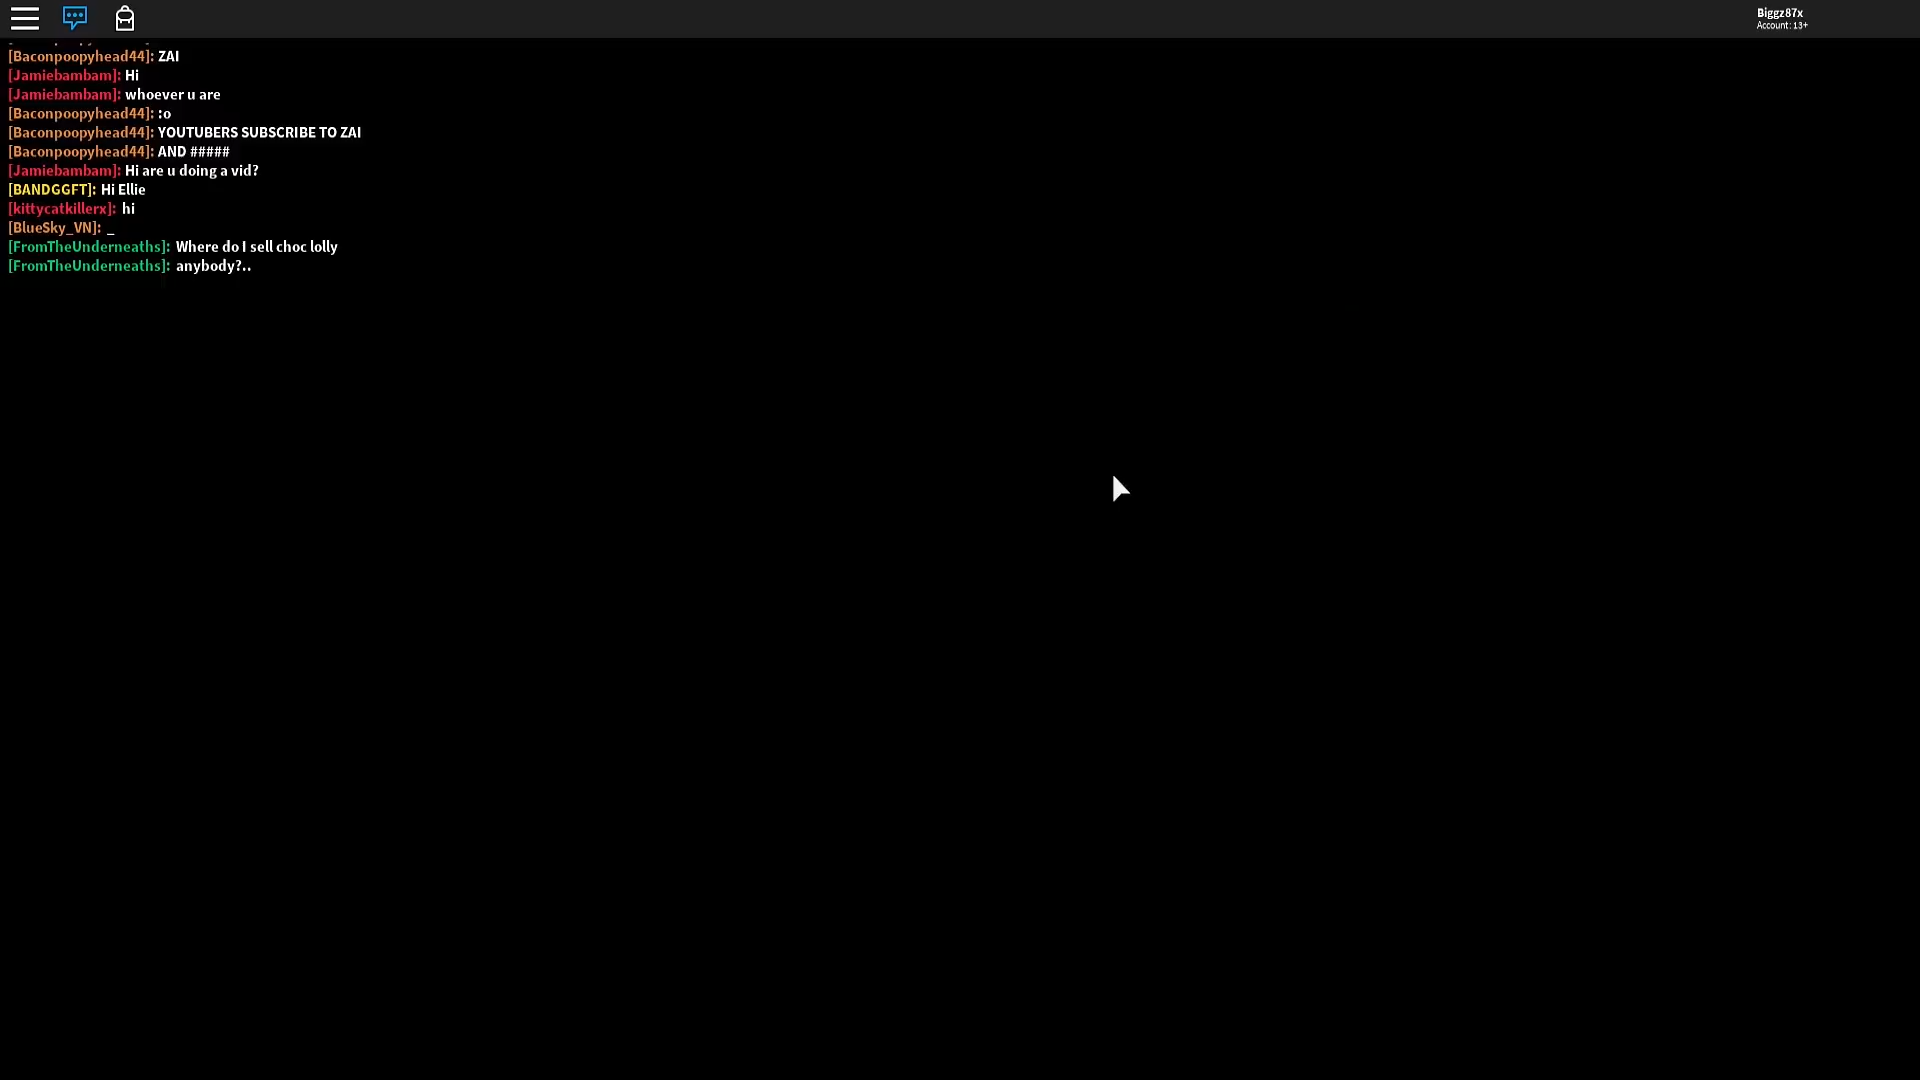 Biggz87x
Account: 13+
[Baconpoopyhead44]: ZAI
[Jamiebambam]: Hi
[Jamiebambam]: whoever u are
[Baconpoopyhead44]: :o
[Baconpoopyhead44]: YOUTUBERS SUBSCRIBE TO ZAI
[Baconpoopyhead44]: AND #####
[Jamiebambam]: Hi are u doing a vid?
[BANDGGFT]: Hi Ellie
[kittycatkillerx]: hi
[BlueSky_VN]: _
[FromTheUnderneaths]: Where do I sell choc lolly
[FromTheUnderneaths]: anybody?..